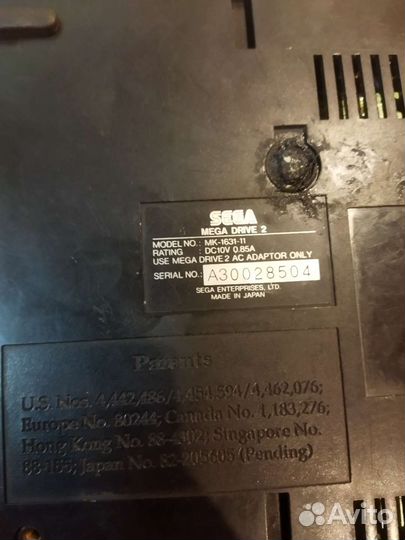 SEGA
MEGA DRIVE 2
MODEL NO.: MK-1631-11
RATING : DC10V 0.85A
USE MEGA DRIVE 2 AC ADAPTOR ONLY
SERIAL NO.: A30028504
SEGA ENTERPRISES, LTD.
MADE IN JAPAN
Patents
U.S. Nos. 4,442,486/4,454,594/4,462,076;
Europe No. 80244; Canada No. 1,183,276;
Hong Kong No. 88-4302; Singapore No.
88-155; Japan No. 82-205605 (Pending)
Avito